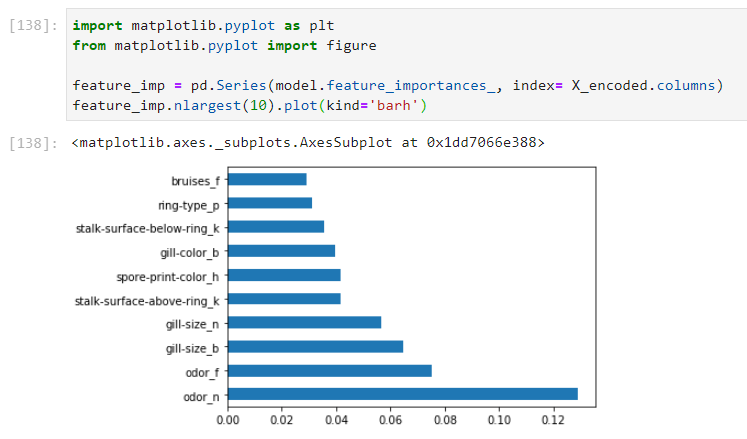 [138]: import matplotlib.pyplot as plt
from matplotlib.pyplot import figure
feature_imp = pd.Series(model.feature_importances_, index= X_encoded.columns)
feature_imp.nlargest(10).plot(kind='barh')
[138]: <matplotlib.axes._subplots.AxesSubplot at 0x1dd7066e388>
bruises_f
ring-type_p
stalk-surface-below-ring_k
gill-color_b
spore-print-color_h
stalk-surface-above-ring_k
gill-size_n
gill-size_b
odor_f
odor_n
0.00 0.02 0.04 0.06 0.08 0.10 0.12